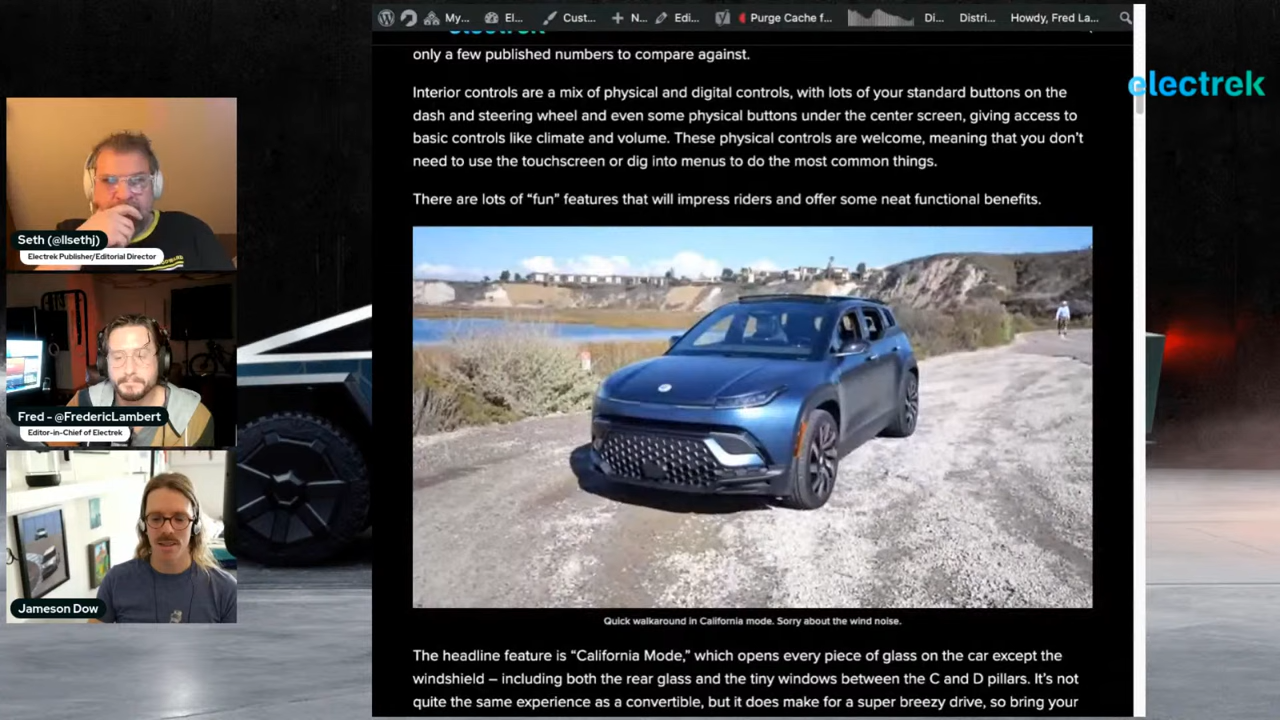 My...
El...
Cust...
N...
Edi...
Purge Cache f...
Di...
Distri...
Howdy, Fred La...
electrek
only a few published numbers to compare against.
Interior controls are a mix of physical and digital controls, with lots of your standard buttons on the
dash and steering wheel and even some physical buttons under the center screen, giving access to
basic controls like climate and volume. These physical controls are welcome, meaning that you don’t
need to use the touchscreen or dig into menus to do the most common things.
There are lots of “fun” features that will impress riders and offer some neat functional benefits.
Quick walkaround in California mode. Sorry about the wind noise.
The headline feature is “California Mode,” which opens every piece of glass on the car except the
windshield – including both the rear glass and the tiny windows between the C and D pillars. It’s not
quite the same experience as a convertible, but it does make for a super breezy drive, so bring your
electrek
Seth (@llsethj)
Electrek Publisher/Editorial Director
Fred - @FredericLambert
Editor-in-Chief of Electrek
Jameson Dow